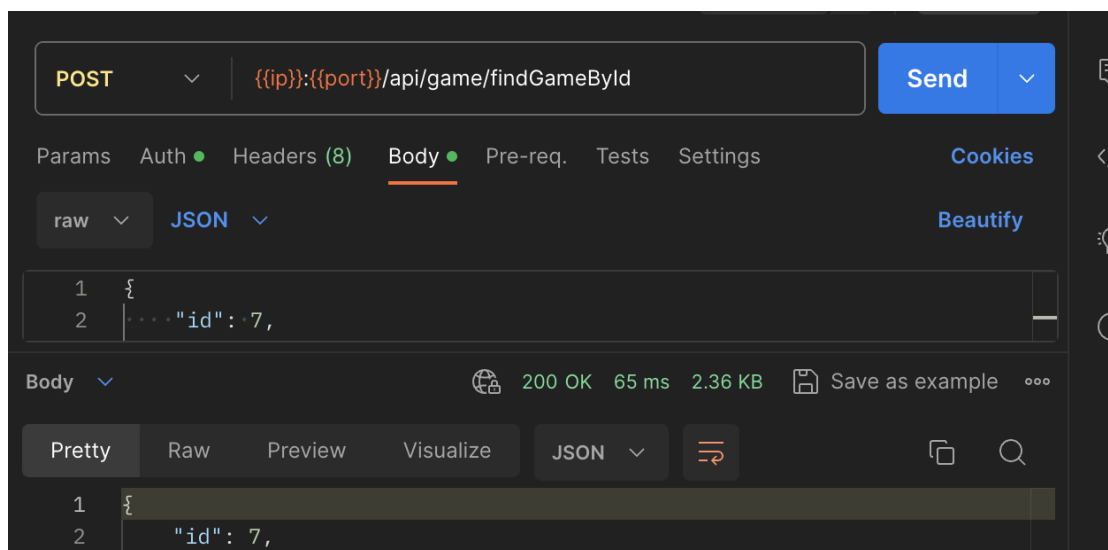 POST {{ip}}:{{port}}/api/game/findGameById Send
Params Auth Headers (8) Body Pre-req. Tests Settings Cookies
raw JSON Beautify
1 {
2 "id": 7,
Body 200 OK 65 ms 2.36 KB Save as example
Pretty Raw Preview Visualize JSON
1 {
2 "id": 7,